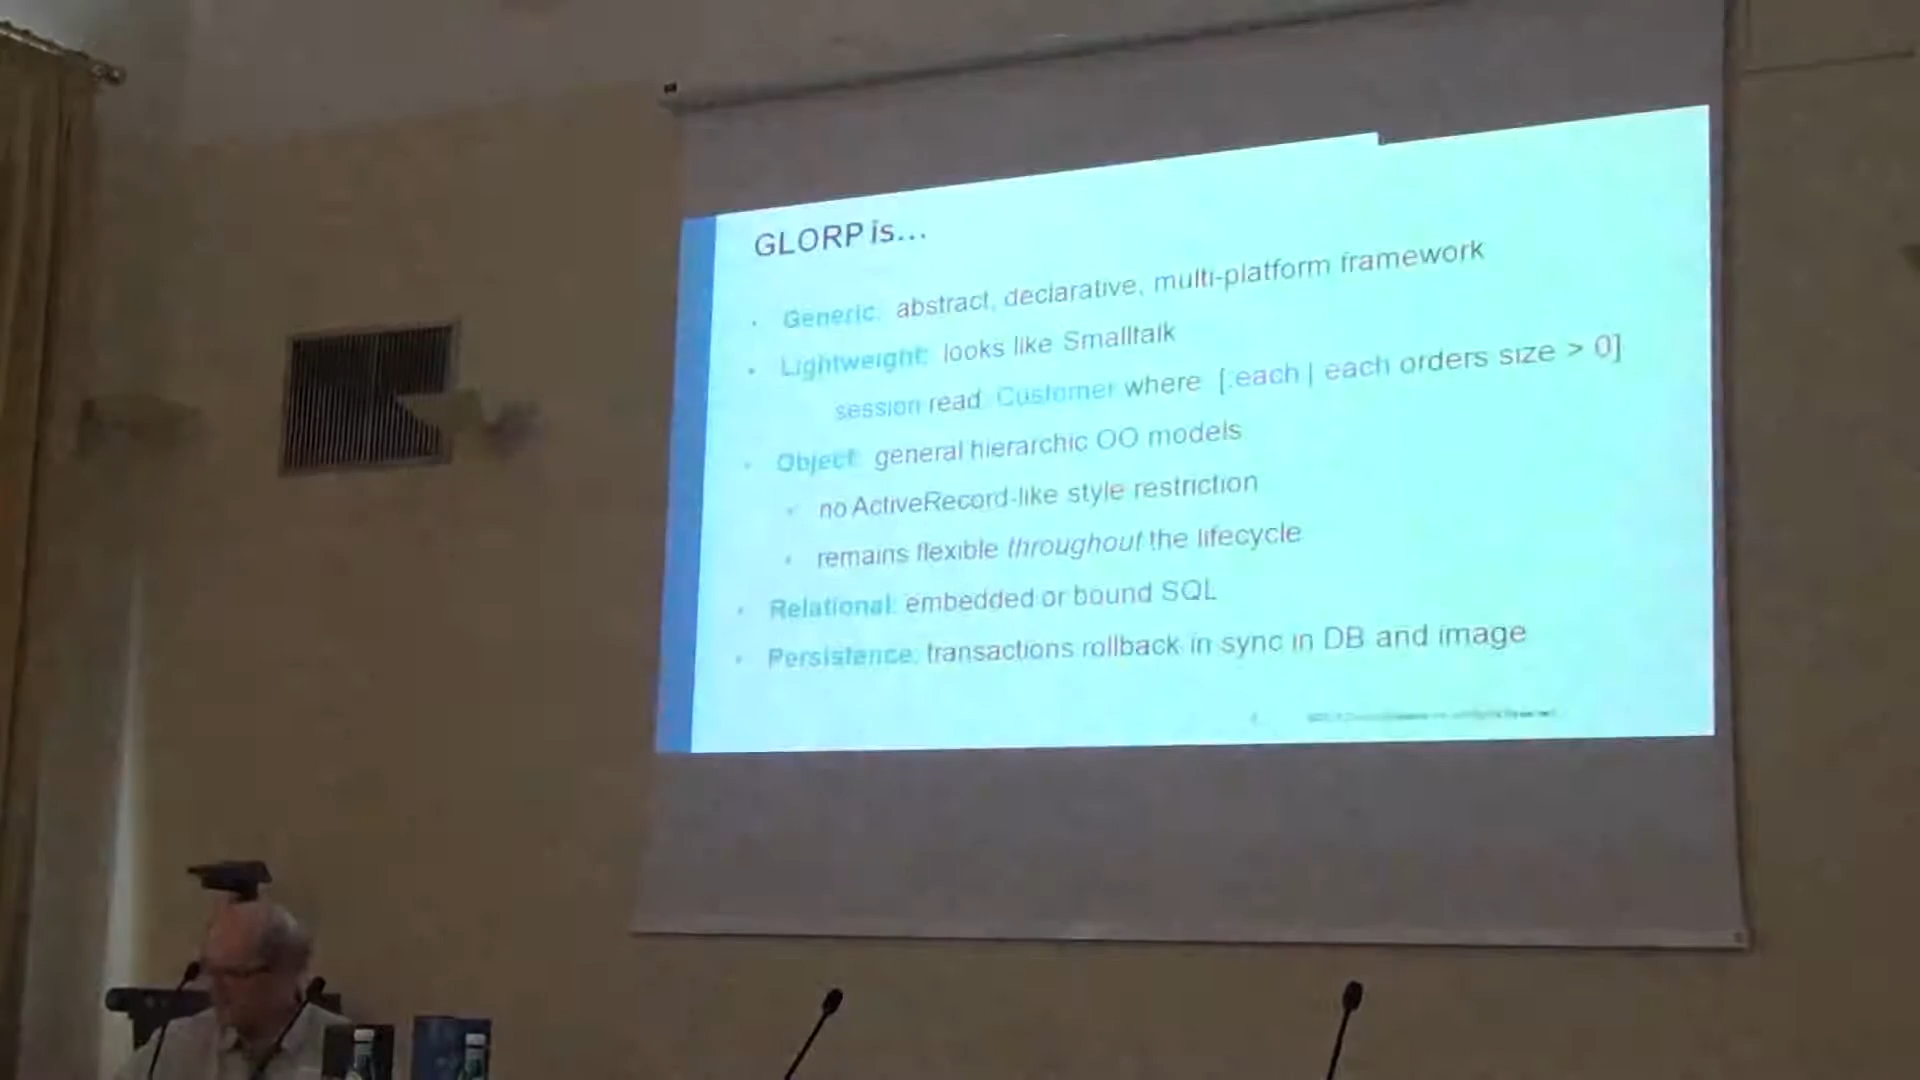 GLORP is...
• Generic: abstract, declarative, multi-platform framework
• Lightweight: looks like Smalltalk
session read: Customer where: [:each | each orders size > 0]
• Object: general hierarchic OO models
• no ActiveRecord-like style restriction
• remains flexible throughout the lifecycle
• Relational: embedded or bound SQL
• Persistence: transactions rollback in sync in DB and image